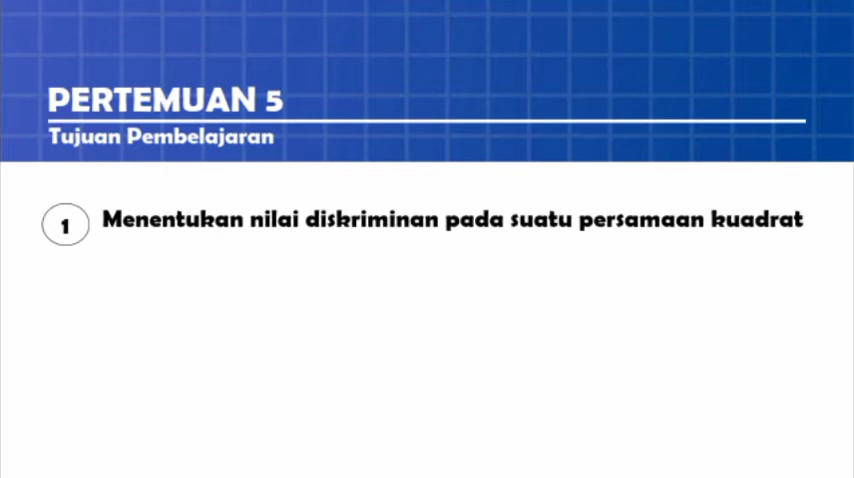 PERTEMUAN 5
Tujuan Pembelajaran
1 Menentukan nilai diskriminan pada suatu persamaan kuadrat